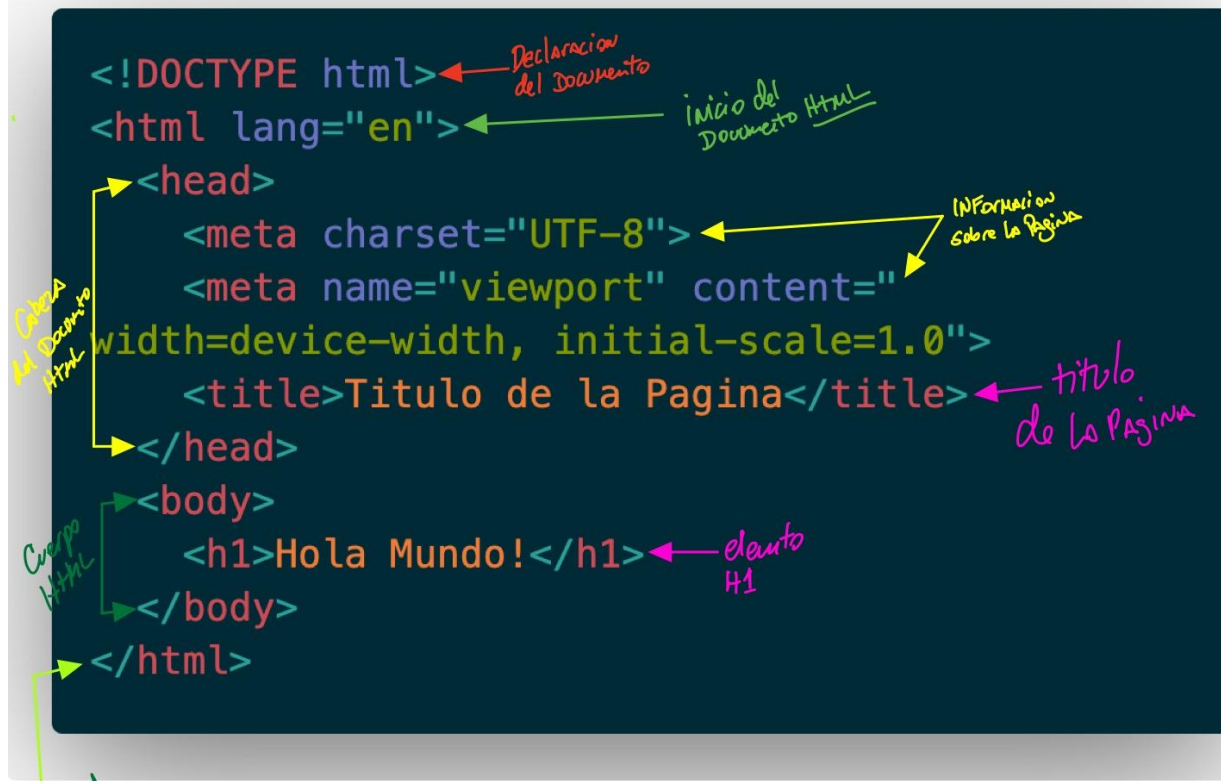 <!DOCTYPE html>
Declaracion
del Documento
<html lang="en">
inicio del
Documeto Html
<head>
<meta charset="UTF-8">
INFormacion
sobre la Pagina
<meta name="viewport" content="
width=device-width, initial-scale=1.0">
Cabeza
del Documto
Html
<title>Titulo de la Pagina</title>
titulo
de la Pagina
</head>
<body>
Cuerpo
Html
<h1>Hola Mundo!</h1>
elemto
H1
</body>
</html>